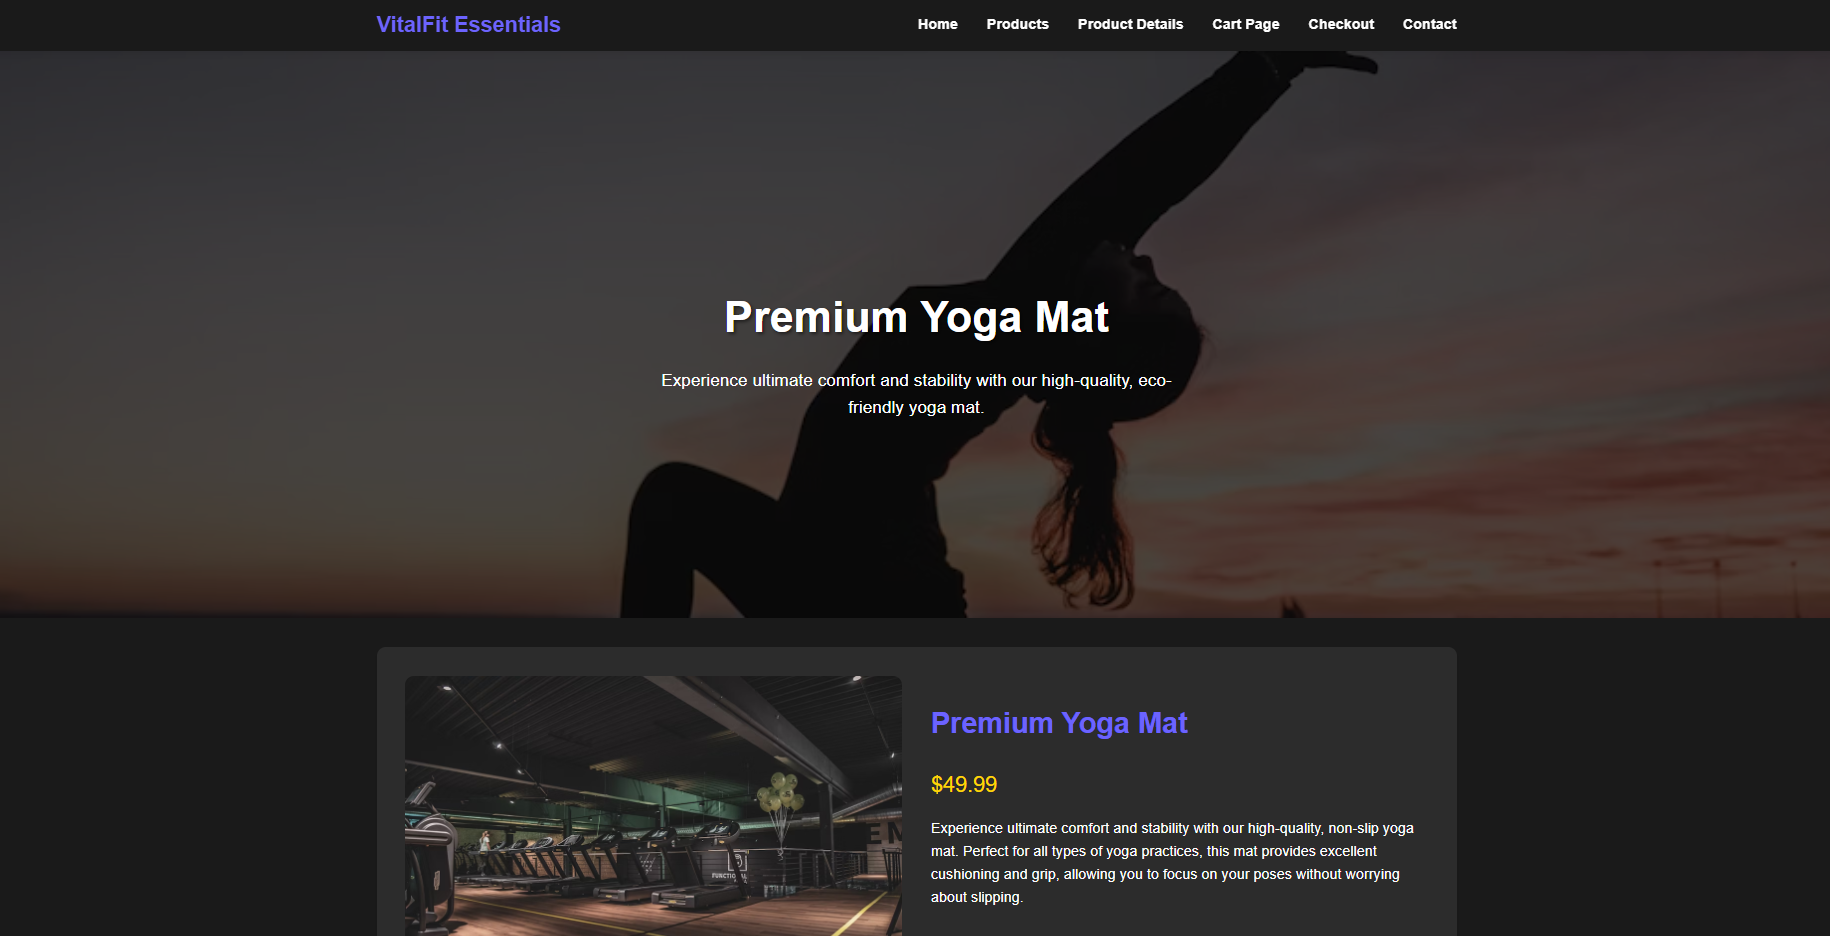 VitalFit Essentials
Home Products Product Details Cart Page Checkout Contact
Premium Yoga Mat
Experience ultimate comfort and stability with our high-quality, eco-
friendly yoga mat.
Premium Yoga Mat
$49.99
Experience ultimate comfort and stability with our high-quality, non-slip yoga
mat. Perfect for all types of yoga practices, this mat provides excellent
cushioning and grip, allowing you to focus on your poses without worrying
about slipping.
EM